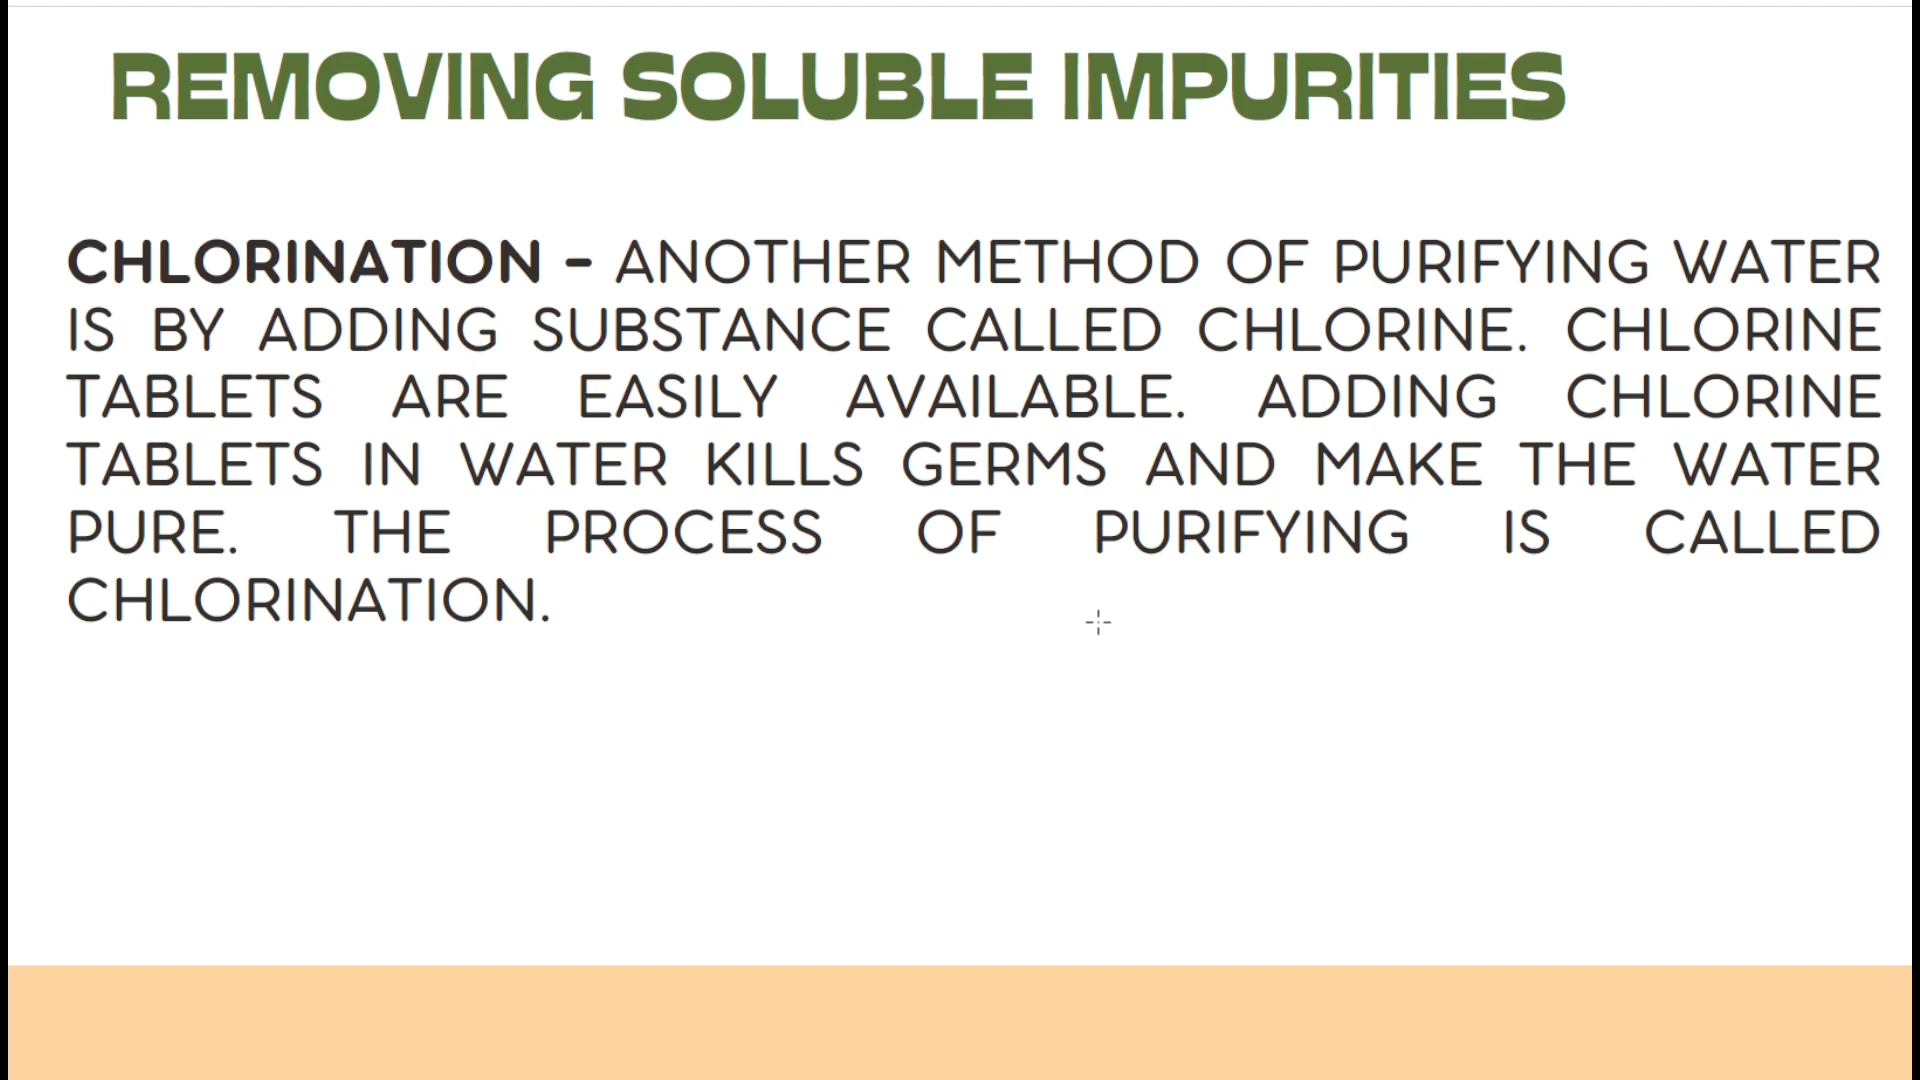 REMOVING SOLUBLE IMPURITIES
CHLORINATION - ANOTHER METHOD OF PURIFYING WATER
IS BY ADDING SUBSTANCE CALLED CHLORINE. CHLORINE
TABLETS ARE EASILY AVAILABLE. ADDING CHLORINE
TABLETS IN WATER KILLS GERMS AND MAKE THE WATER
PURE. THE PROCESS OF PURIFYING IS CALLED
CHLORINATION.